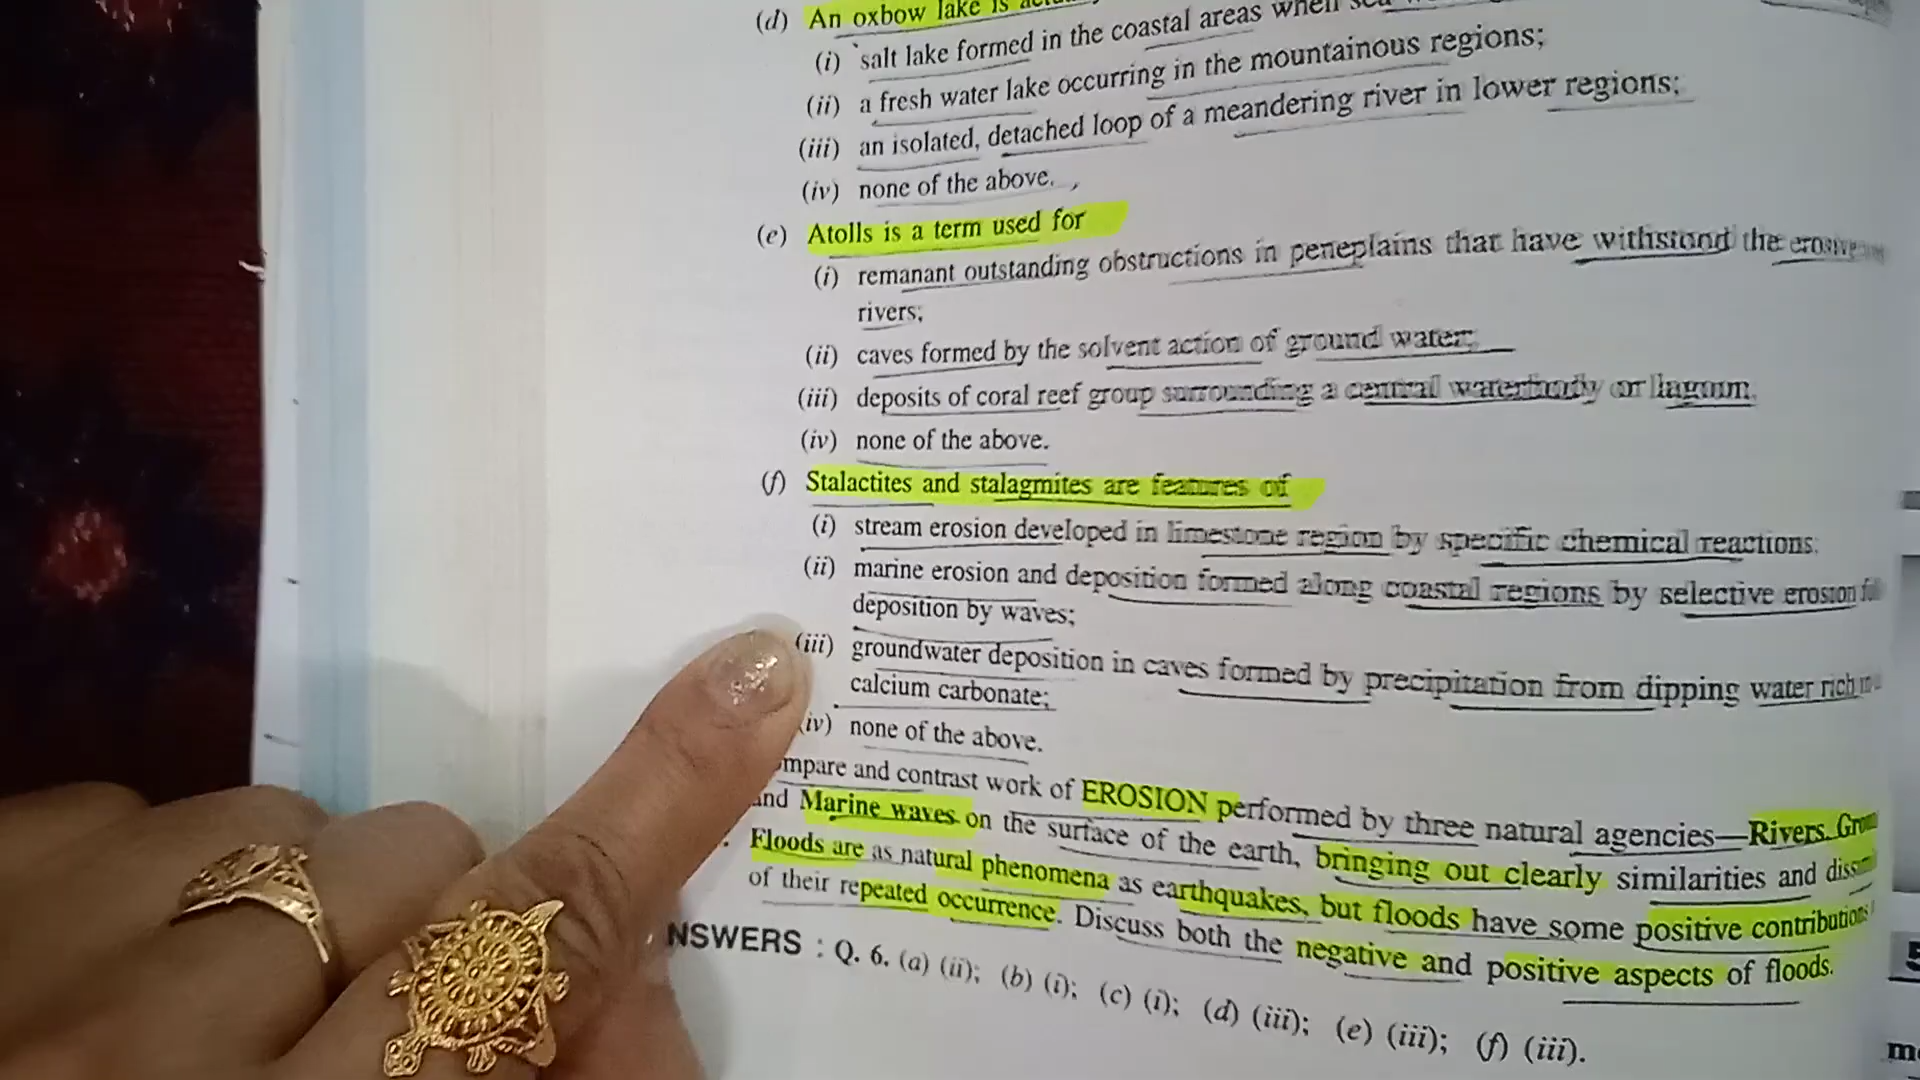 (d) An oxbow lake is
(i) salt lake formed in the coastal areas when
(ii) a fresh water lake occurring in the mountainous regions;
(iii) an isolated, detached loop of a meandering river in lower regions;
(iv) none of the above.
(e) Atolls is a term used for
(i) remanant outstanding obstructions in peneplains that have withstond the
rivers;
(ii) caves formed by the solvent action of ground water;
(iii) deposits of coral reef group surrounding a central waterbody or lagoon.
(iv) none of the above.
(f) Stalactites and stalagmites are features of
(i) stream erosion developed in limestone region by specific chemical reactions;
(ii) marine erosion and deposition formed along coastal regions by selective erosion
deposition by waves;
(iii) groundwater deposition in caves formed by precipitation from dipping water rich
calcium carbonate;
iv) none of the above.
mpare and contrast work of EROSION performed by three natural agencies—Rivers,
and Marine waves on the surface of the earth, bringing out clearly similarities and
Floods are as natural phenomena as earthquakes, but floods have some positive contributions
of their repeated occurrence. Discuss both the negative and positive aspects of floods.
NSWERS : Q. 6. (a) (ii); (b) (i); (c) (i); (d) (iii); (e) (iii); (f) (iii).